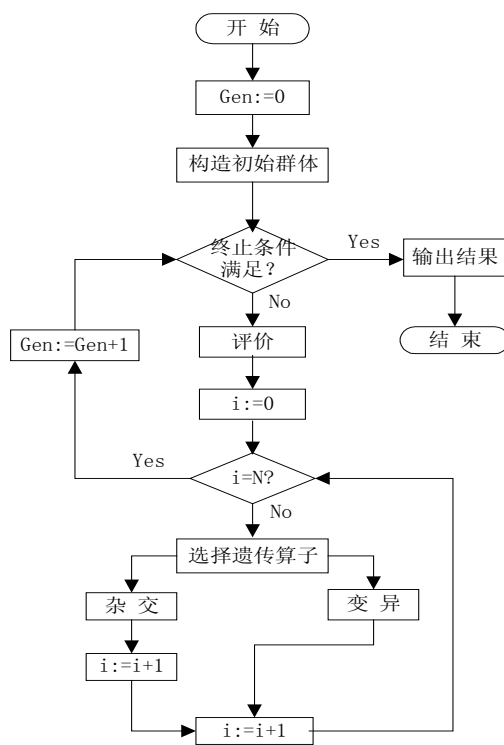 开 始
Gen:=0
构造初始群体
终止条件
满足?
Yes
输出结果
结 束
No
评价
Gen:=Gen+1
i:=0
Yes
i=N?
No
选择遗传算子
杂 交
变 异
i:=i+1
i:=i+1